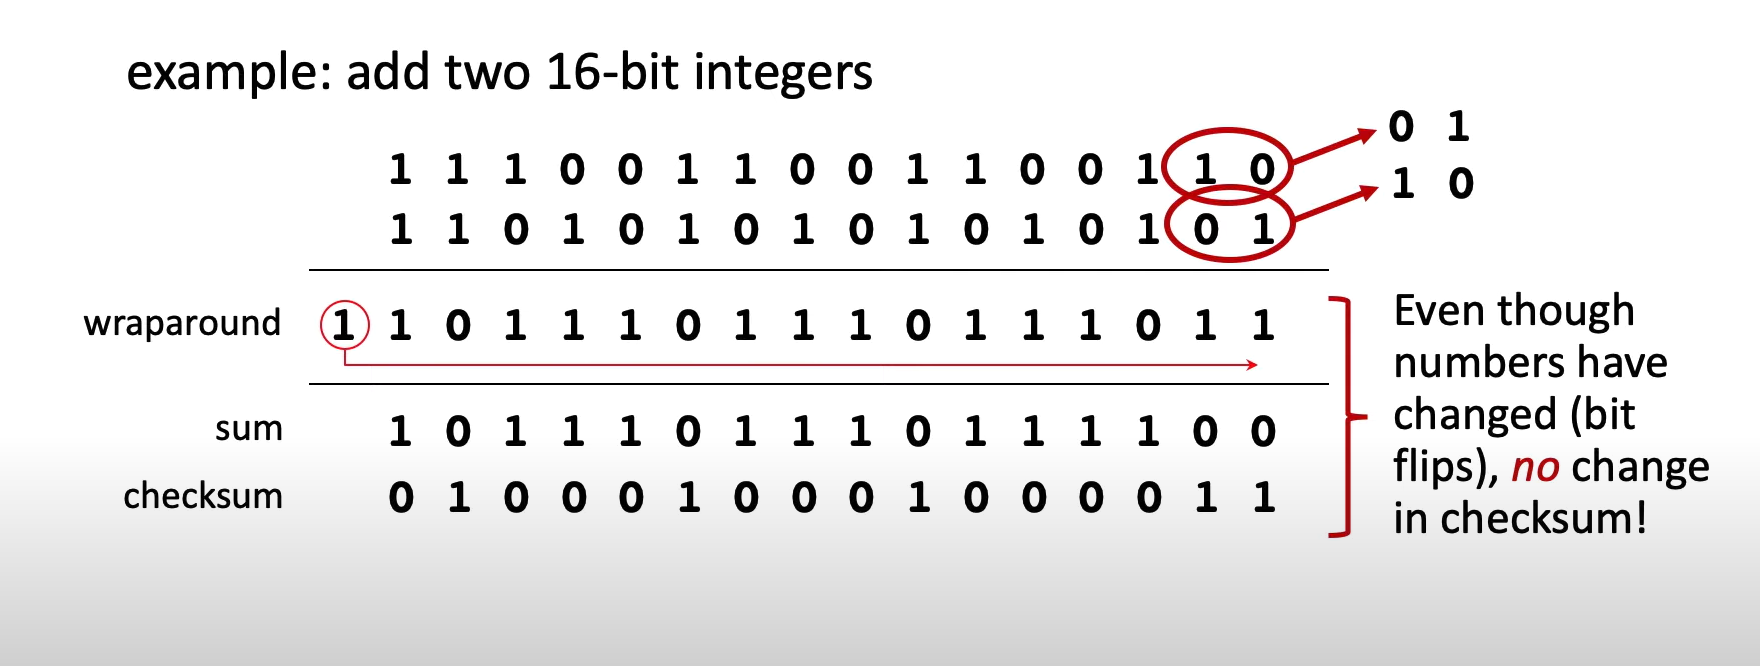 example: add two 16-bit integers
0 1
1 1 1 0 0 1 1 0 0 1 1 0 0 1 1 0
1 0
1 1 0 1 0 1 0 1 0 1 0 1 0 1 0 1
wraparound 1 1 0 1 1 1 0 1 1 1 0 1 1 1 0 1 1
sum 1 0 1 1 1 0 1 1 1 0 1 1 1 1 0 0
checksum 0 1 0 0 0 1 0 0 0 1 0 0 0 0 1 1
Even though
numbers have
changed (bit
flips), no change
in checksum!